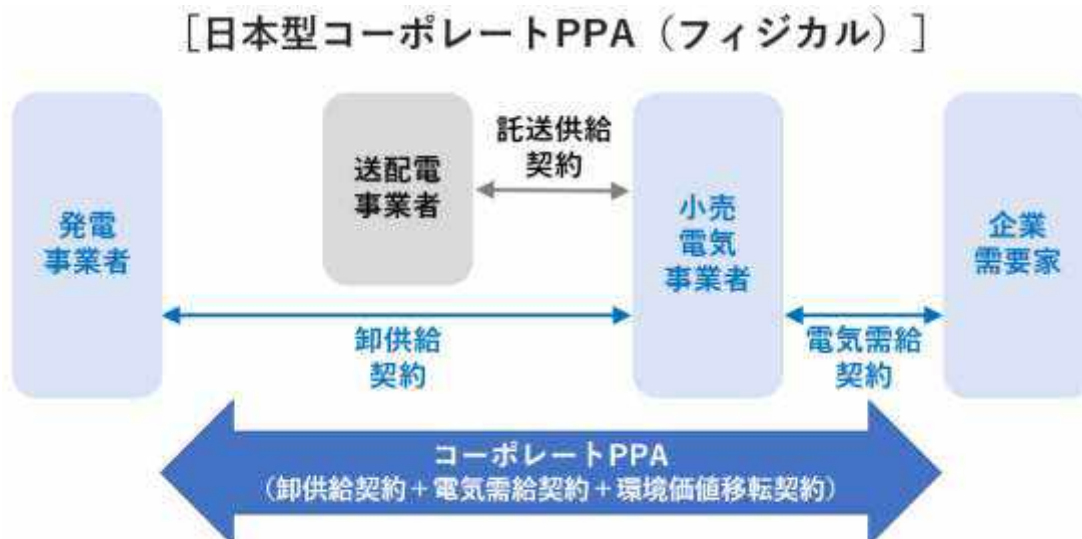 [日本型コーポレートPPA（フィジカル）]
発電
事業者
送配電
事業者
託送供給
契約
小売
電気
事業者
企業
需要家
卸供給
契約
電気需給
契約
コーポレートPPA
（卸供給契約＋電気需給契約＋環境価値移転契約）